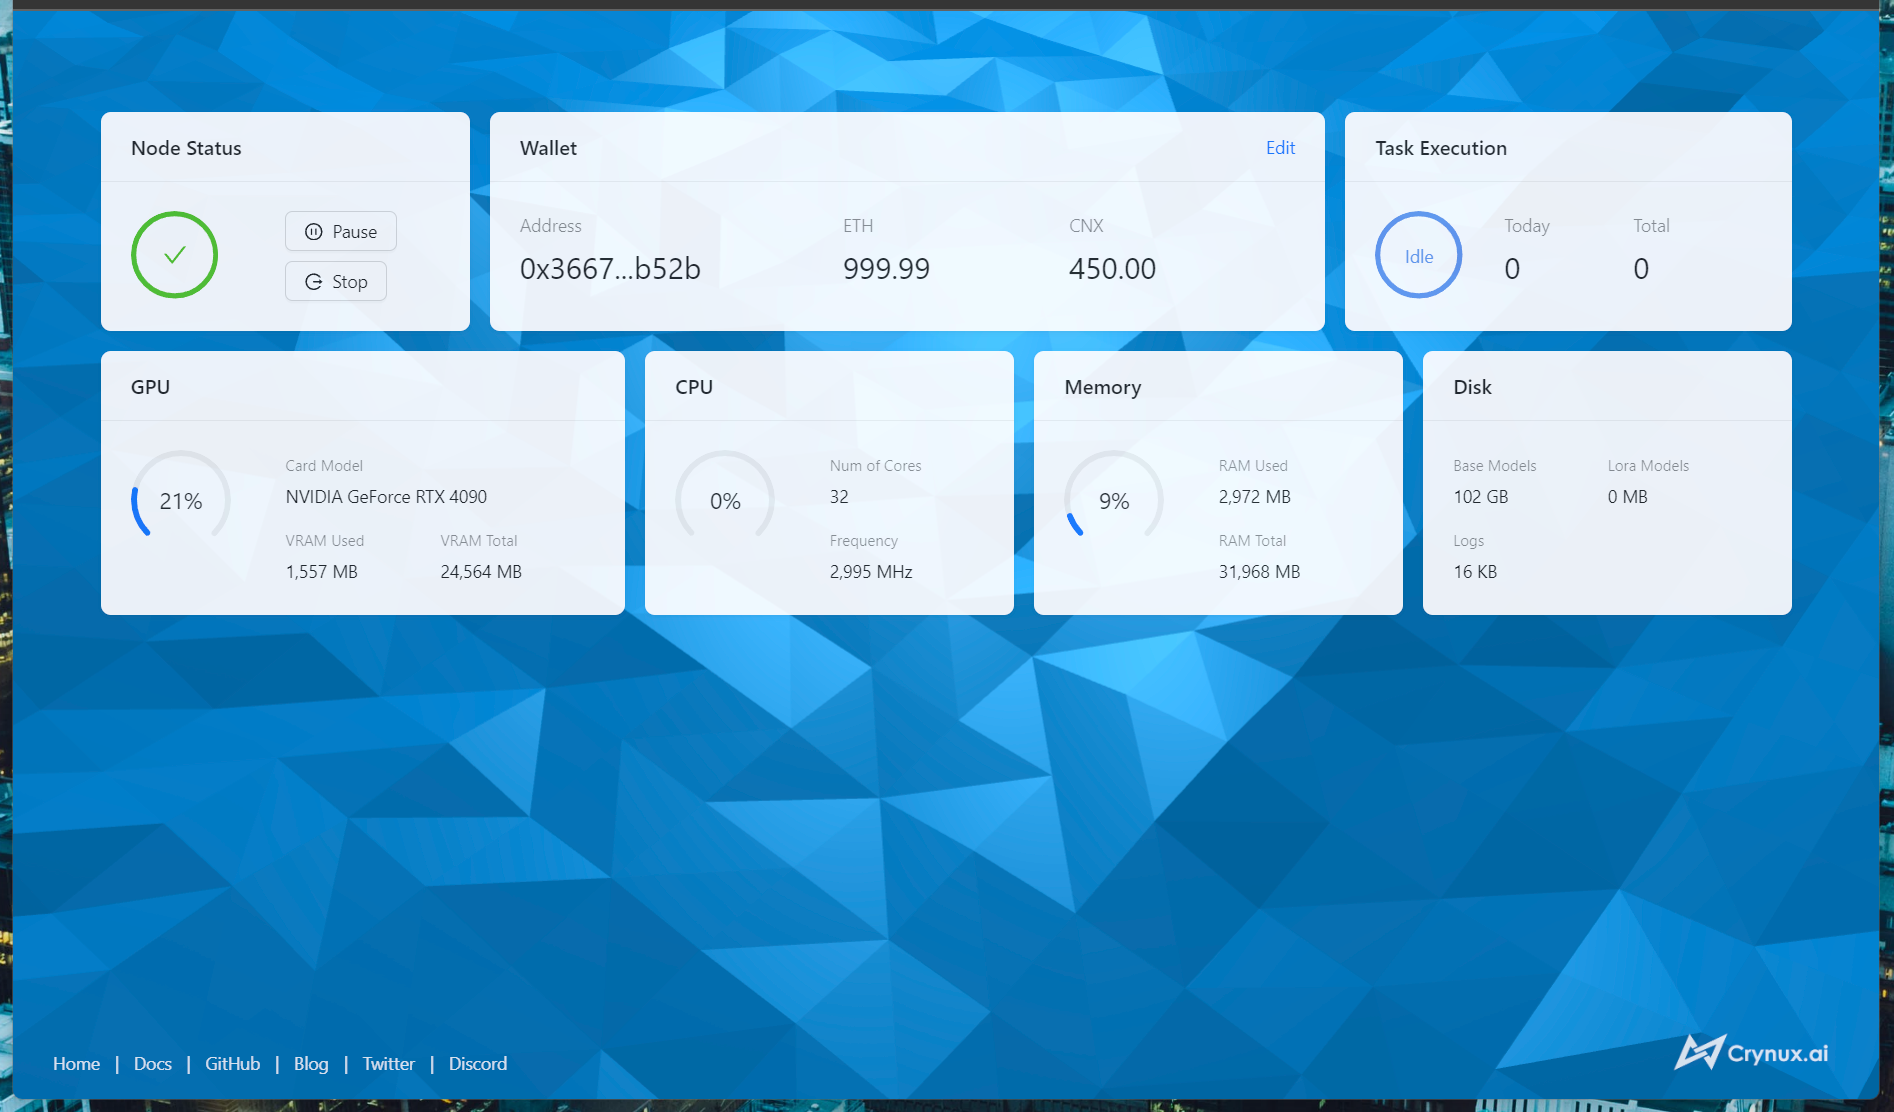 Node Status
Pause
Stop
Wallet
Edit
Address
ETH
CNX
0x3667...b52b
999.99
450.00
Task Execution
Idle
Today
Total
0
0
GPU
21%
Card Model
NVIDIA GeForce RTX 4090
VRAM Used
VRAM Total
1,557 MB
24,564 MB
CPU
0%
Num of Cores
32
Frequency
2,995 MHz
Memory
9%
RAM Used
2,972 MB
RAM Total
31,968 MB
Disk
Base Models
Lora Models
102 GB
0 MB
Logs
16 KB
Home | Docs | GitHub | Blog | Twitter | Discord
Crynux.ai